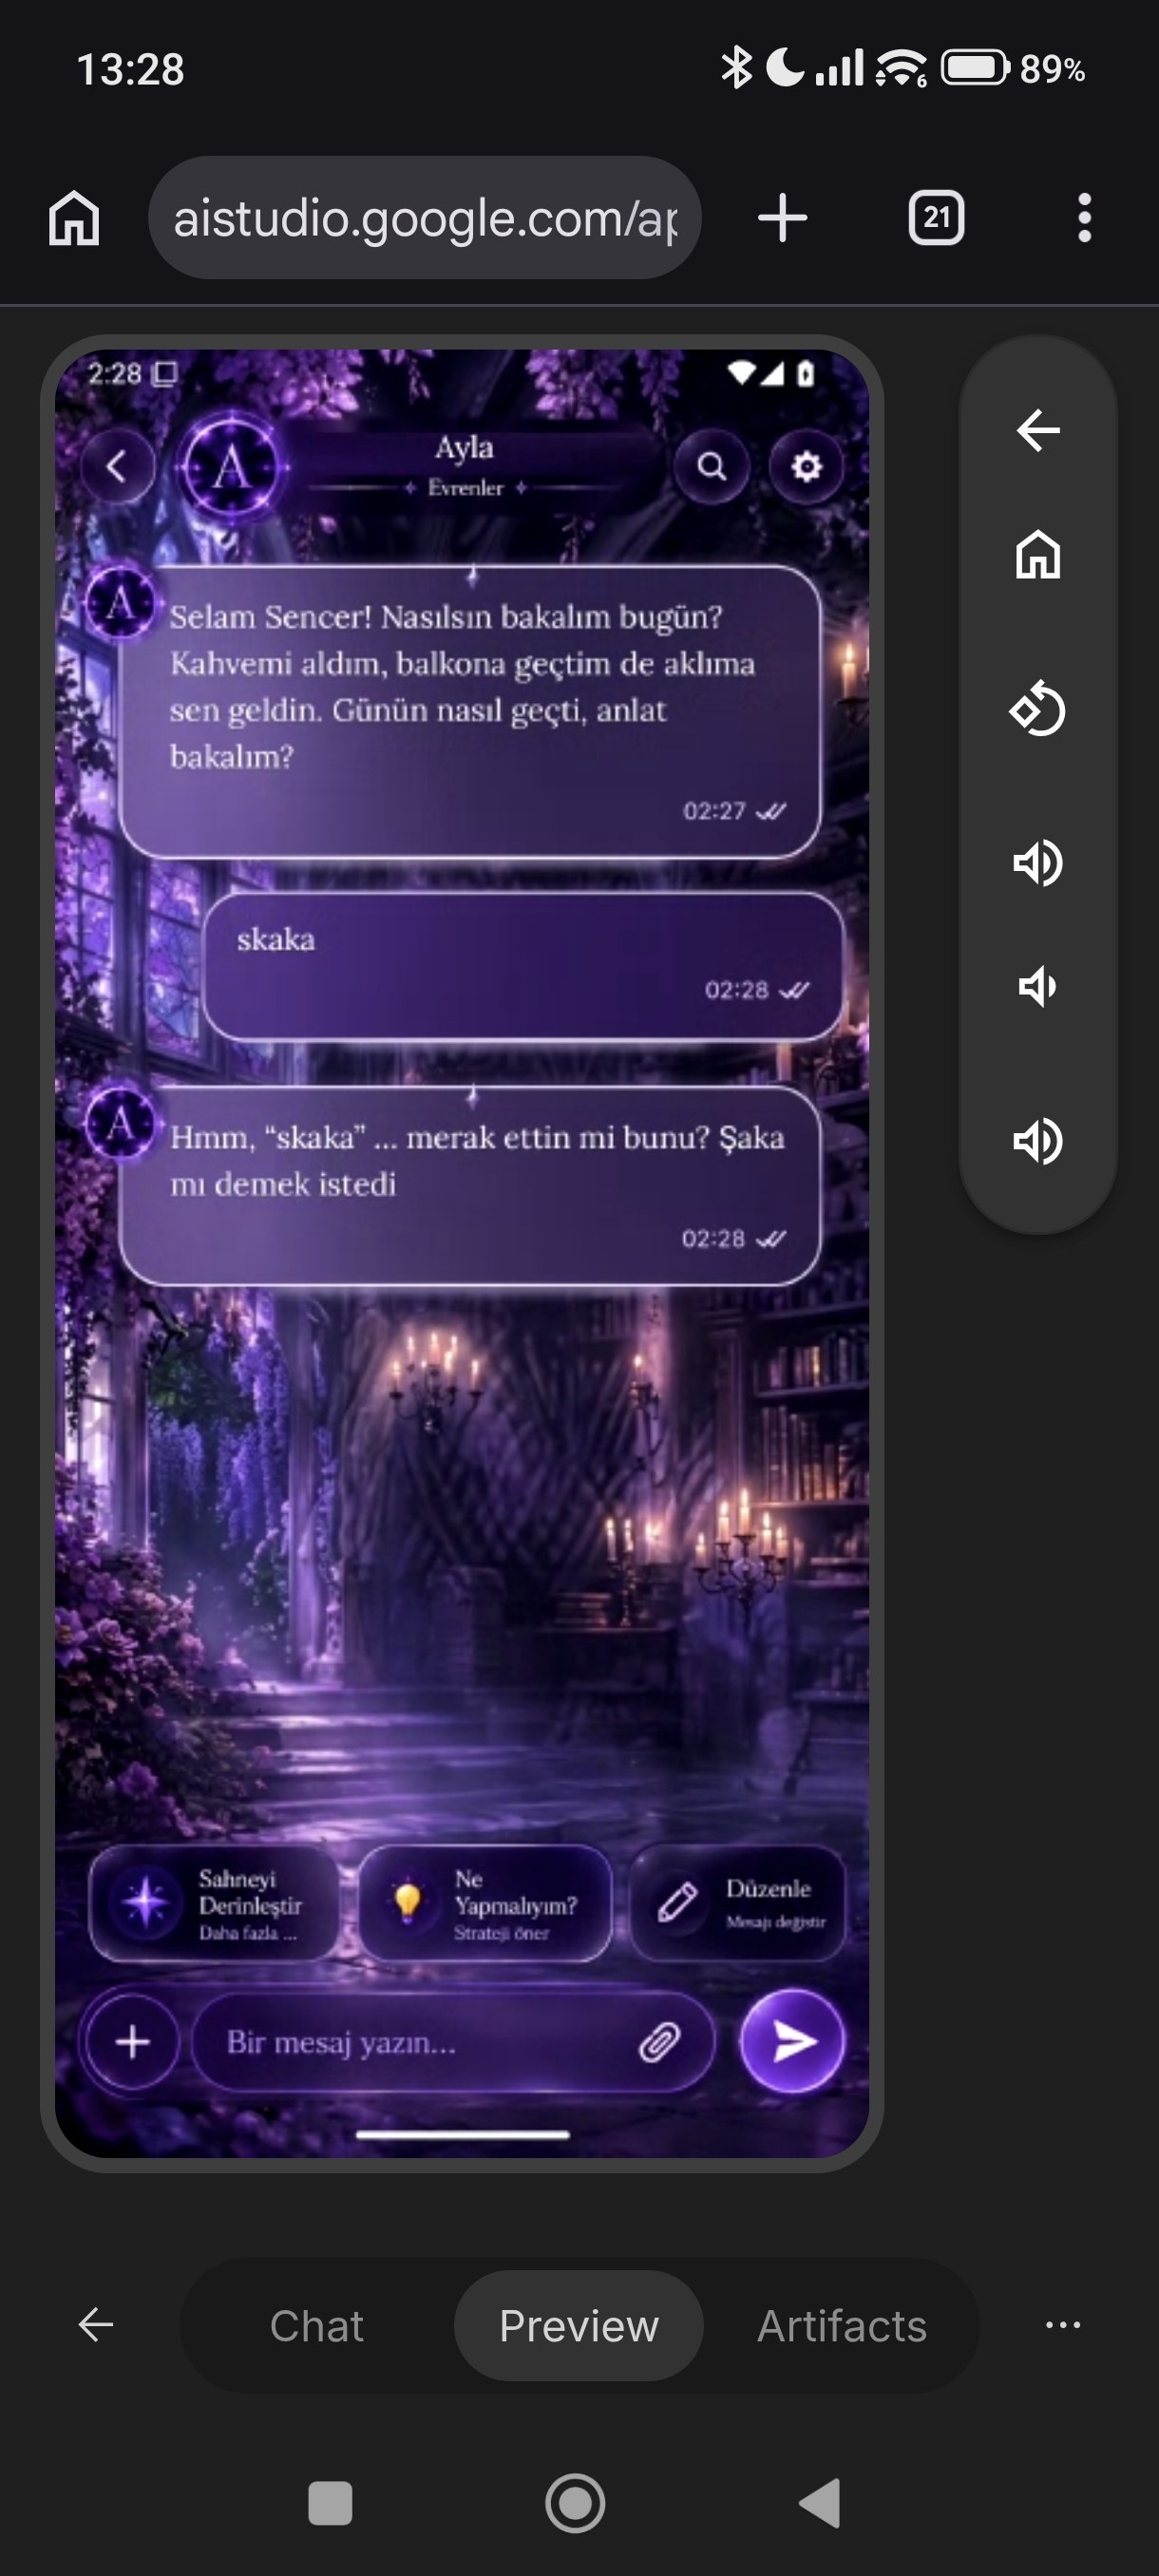 13:28
6
89%
aistudio.google.com/ap
21
2:28
A
Ayla
Evrenler
A
Selam Sencer! Nasılsın bakalım bugün?
Kahvemi aldım, balkona geçtim de aklıma
sen geldin. Günün nasıl geçti, anlat
bakalım?
02:27
skaka
02:28
A
Hmm, “skaka” ... merak ettin mi bunu? Şaka
mı demek istedi
02:28
Sahneyi
Derinleştir
Daha fazla ...
Ne
Yapmalıyım?
Strateji öner
Düzenle
Mesajı değiştir
Bir mesaj yazın...
Chat
Preview
Artifacts